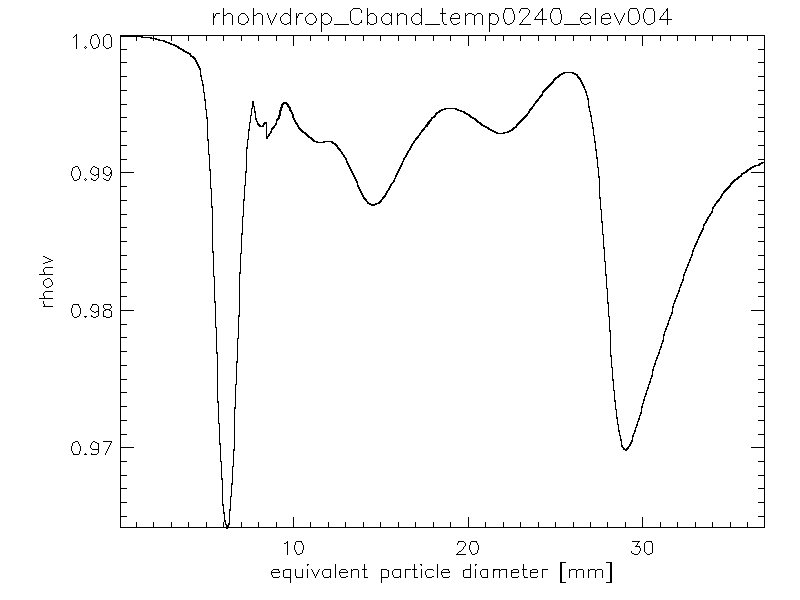 rhohvdrop_Cband_temp0240_elev004
1.00
0.99
0.98
0.97
rhohv
10 20 30
equivalent particle diameter [mm]